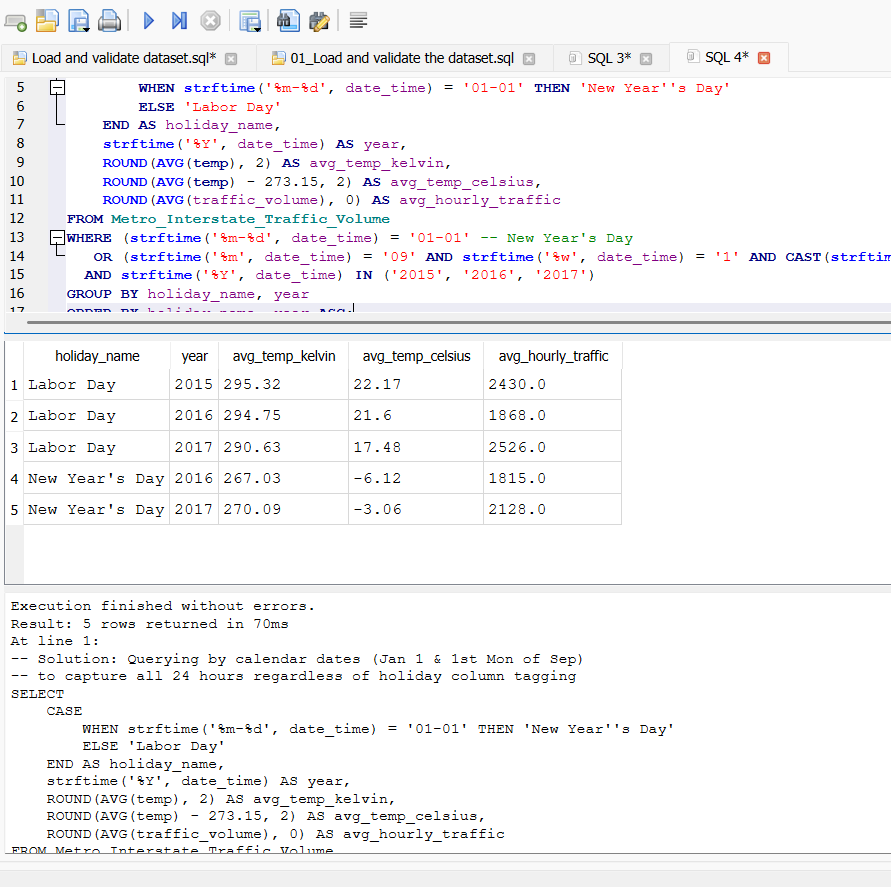 Load and validate dataset.sql* 01_Load and validate the dataset.sql SQL 3* SQL 4*
5 WHEN strftime('%m-%d', date_time) = '01-01' THEN 'New Year''s Day'
6 ELSE 'Labor Day'
7 END AS holiday_name,
8 strftime('%Y', date_time) AS year,
9 ROUND(AVG(temp), 2) AS avg_temp_kelvin,
10 ROUND(AVG(temp) - 273.15, 2) AS avg_temp_celsius,
11 ROUND(AVG(traffic_volume), 0) AS avg_hourly_traffic
12 FROM Metro_Interstate_Traffic_Volume
13 WHERE (strftime('%m-%d', date_time) = '01-01' -- New Year's Day
14 OR (strftime('%m', date_time) = '09' AND strftime('%w', date_time) = '1' AND CAST(strftim
15 AND strftime('%Y', date_time) IN ('2015', '2016', '2017')
16 GROUP BY holiday_name, year
17 ORDER BY holiday_name, year ASC;
holiday_name year avg_temp_kelvin avg_temp_celsius avg_hourly_traffic
1 Labor Day 2015 295.32 22.17 2430.0
2 Labor Day 2016 294.75 21.6 1868.0
3 Labor Day 2017 290.63 17.48 2526.0
4 New Year's Day 2016 267.03 -6.12 1815.0
5 New Year's Day 2017 270.09 -3.06 2128.0
Execution finished without errors.
Result: 5 rows returned in 70ms
At line 1:
-- Solution: Querying by calendar dates (Jan 1 & 1st Mon of Sep)
-- to capture all 24 hours regardless of holiday column tagging
SELECT
CASE
WHEN strftime('%m-%d', date_time) = '01-01' THEN 'New Year''s Day'
ELSE 'Labor Day'
END AS holiday_name,
strftime('%Y', date_time) AS year,
ROUND(AVG(temp), 2) AS avg_temp_kelvin,
ROUND(AVG(temp) - 273.15, 2) AS avg_temp_celsius,
ROUND(AVG(traffic_volume), 0) AS avg_hourly_traffic
FROM Metro_Interstate_Traffic_Volume